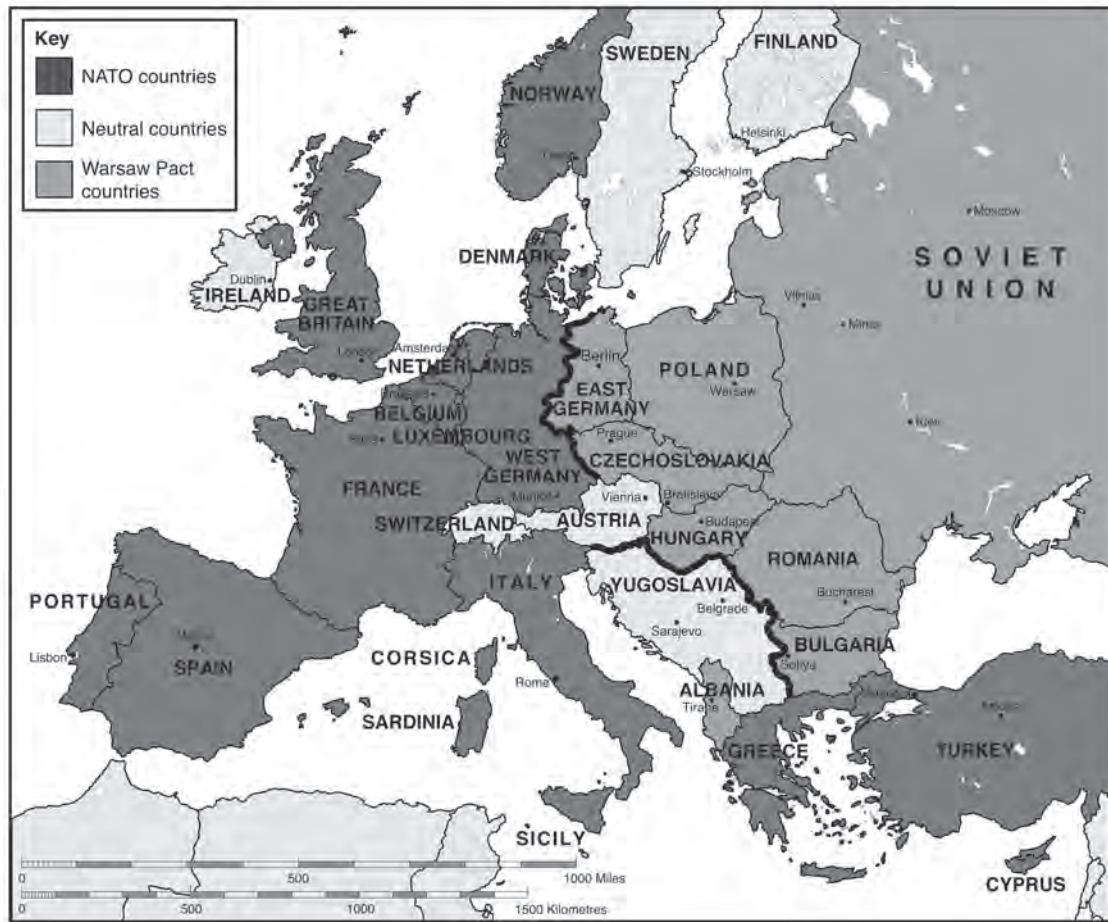 Key
NATO countries
Neutral countries
Warsaw Pact
countries
SWEDEN
FINLAND
NORWAY
Helsinki
Stockholm
Moscow
DENMARK
SOVIET
UNION
Dublin
IRELAND
GREAT
BRITAIN
Vilnius
Minsk
London
Amsterdam
NETHERLANDS
Berlin
POLAND
Warsaw
EAST
GERMANY
BELGIUM)
LUXEMBOURG
Prague
CZECHOSLOVAKIA
WEST
GERMANY
FRANCE
Munich
Vienna
Bratislava
SWITZERLAND
AUSTRIA
Budapest
HUNGARY
ROMANIA
ITALY
YUGOSLAVIA
Belgrade
Bucharest
PORTUGAL
Sarajevo
BULGARIA
Lisbon
SPAIN
CORSICA
Sofiya
Rome
ALBANIA
Tirane
SARDINIA
GREECE
TURKEY
SICILY
0 500 1000 Miles
0 500 1000 1500 Kilometres
CYPRUS